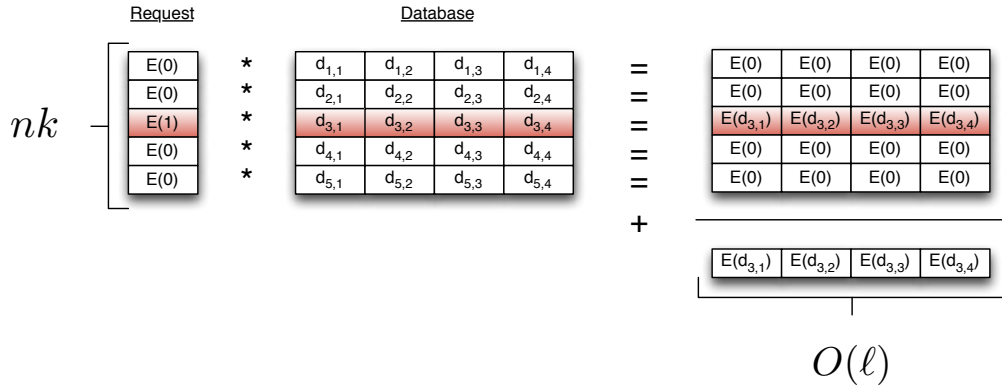 Request Database
E(0) * d1,1 d1,2 d1,3 d1,4 = E(0) E(0) E(0) E(0)
E(0) * d2,1 d2,2 d2,3 d2,4 = E(0) E(0) E(0) E(0)
nk E(1) * d3,1 d3,2 d3,3 d3,4 = E(d3,1) E(d3,2) E(d3,3) E(d3,4)
E(0) * d4,1 d4,2 d4,3 d4,4 = E(0) E(0) E(0) E(0)
E(0) * d5,1 d5,2 d5,3 d5,4 = E(0) E(0) E(0) E(0)
+
E(d3,1) E(d3,2) E(d3,3) E(d3,4)
O(ℓ)